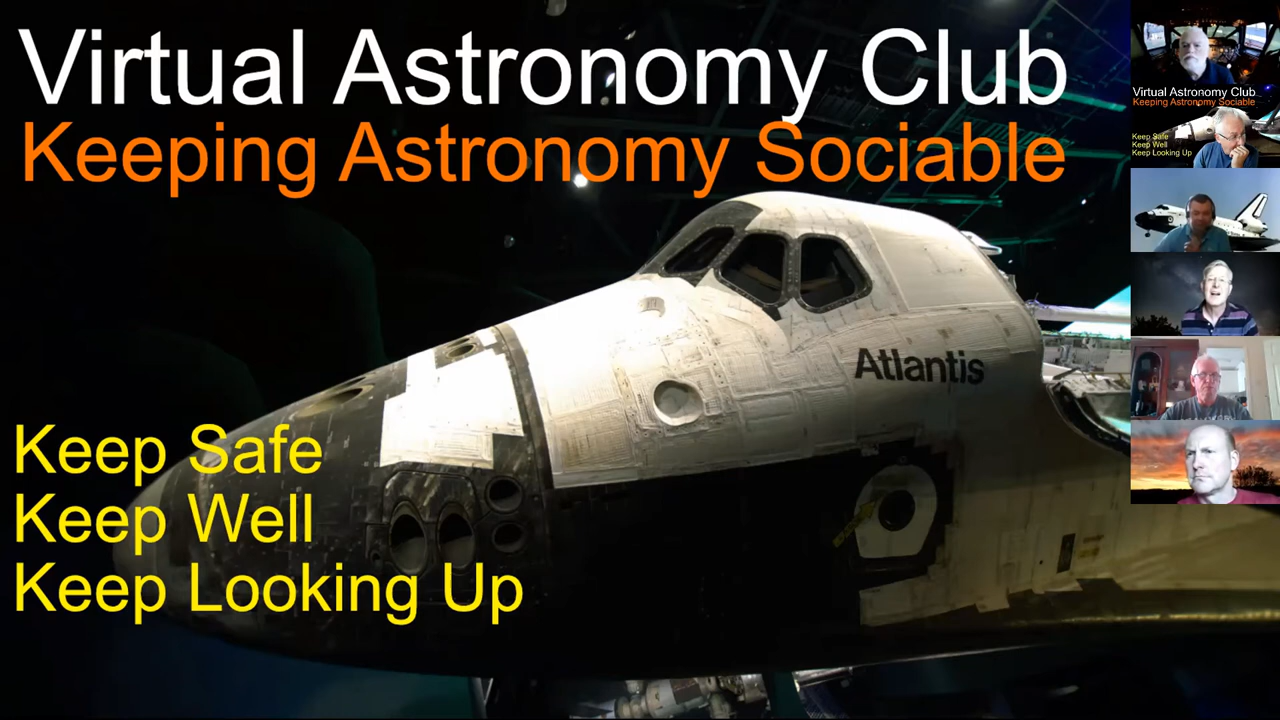 Virtual Astronomy Club
Keeping Astronomy Sociable
Atlantis
Keep Safe
Keep Well
Keep Looking Up
Virtual Astronomy Club
Keeping Astronomy Sociable
Keep Safe
Keep Well
Keep Looking Up